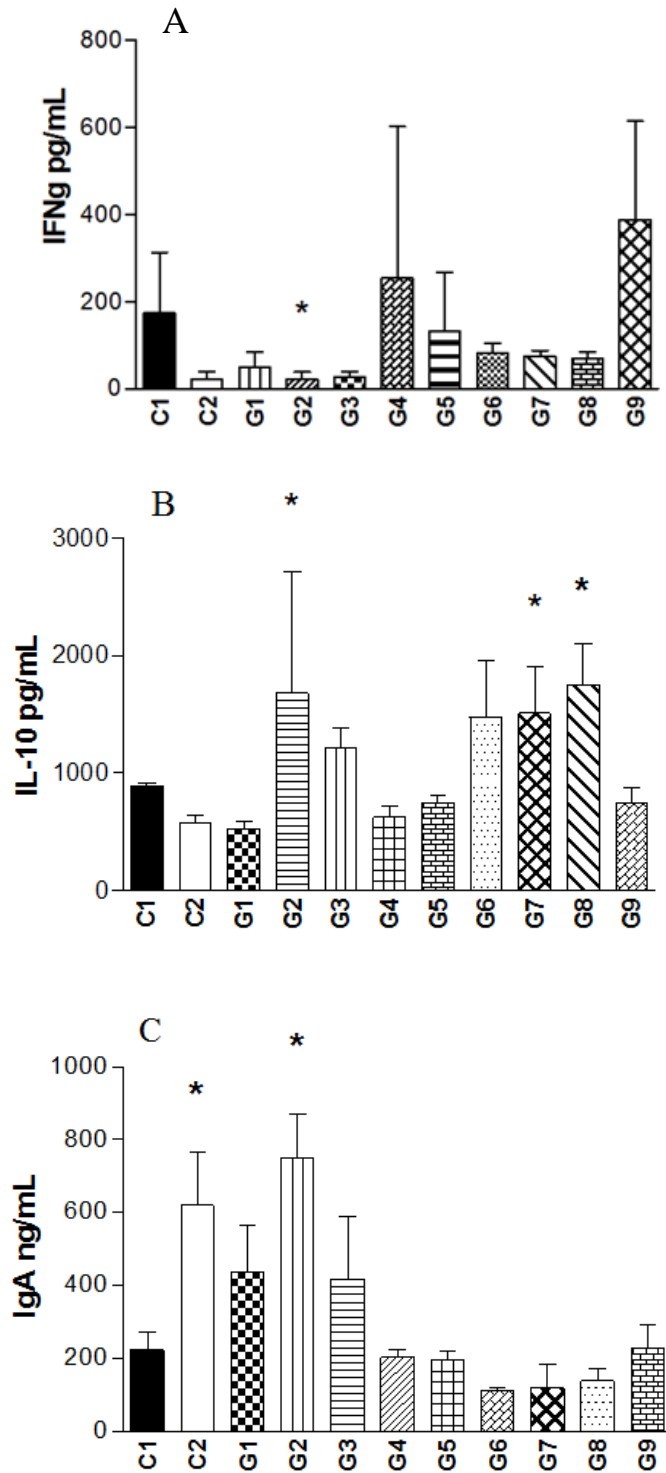 A
800
600
400
200
0
IFNg pg/mL
*
C1 C2 G1 G2 G3 G4 G5 G6 G7 G8 G9
B
3000
2000
1000
0
IL-10 pg/mL
* * *
C1 C2 G1 G2 G3 G4 G5 G6 G7 G8 G9
C
1000
800
600
400
200
0
IgA ng/mL
* *
C1 C2 G1 G2 G3 G4 G5 G6 G7 G8 G9